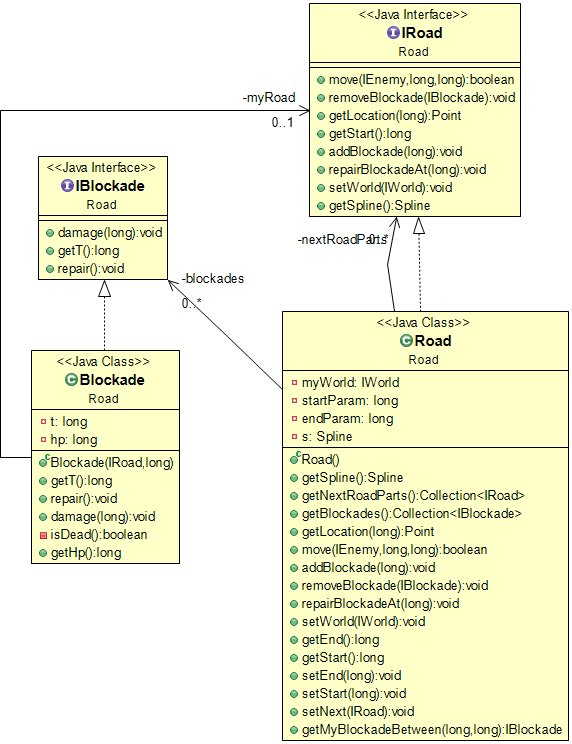 <<Java Interface>>
IRoad
Road
move(IEnemy,long,long):boolean
removeBlockade(IBlockade):void
getLocation(long):Point
getStart():long
addBlockade(long):void
repairBlockadeAt(long):void
setWorld(IWorld):void
getSpline():Spline
-myRoad
0..1
<<Java Interface>>
IBlockade
Road
damage(long):void
getT():long
repair():void
-nextRoadParts
0..*
-blockades
0..*
<<Java Class>>
Blockade
Road
t: long
hp: long
Blockade(IRoad,long)
getT():long
repair():void
damage(long):void
isDead():boolean
getHp():long
<<Java Class>>
Road
Road
myWorld: IWorld
startParam: long
endParam: long
s: Spline
Road()
getSpline():Spline
getNextRoadParts():Collection<IRoad>
getBlockades():Collection<IBlockade>
getLocation(long):Point
move(IEnemy,long,long):boolean
addBlockade(long):void
removeBlockade(IBlockade):void
repairBlockadeAt(long):void
setWorld(IWorld):void
getEnd():long
getStart():long
setEnd(long):void
setStart(long):void
setNext(IRoad):void
getMyBlockadeBetween(long,long):IBlockade